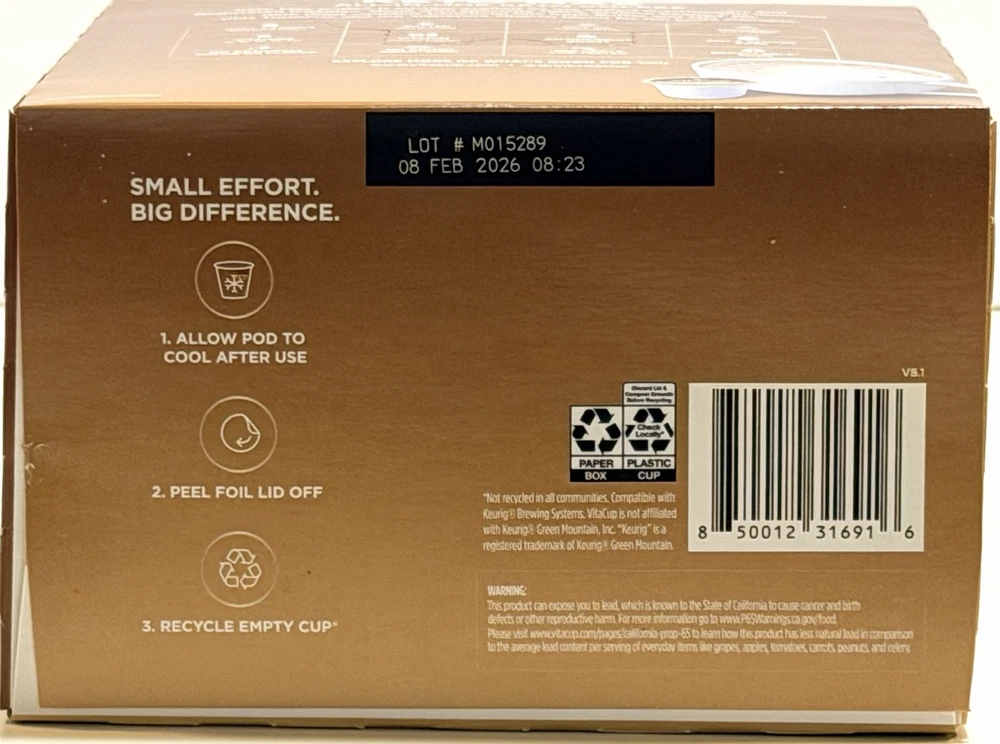 LOT # M015289
08 FEB 2026 08:23
SMALL EFFORT.
BIG DIFFERENCE.
1. ALLOW POD TO
COOL AFTER USE
2. PEEL FOIL LID OFF
3. RECYCLE EMPTY CUP*
V8.1
Discard Lid &
Compost Grounds
Before Recycling
Check
Locally*
PAPER
PLASTIC
BOX
CUP
*Not recycled in all communities. Compatible with
Keurig® Brewing Systems. VitaCup is not affiliated
with Keurig® Green Mountain, Inc. "Keurig" is a
registered trademark of Keurig® Green Mountain.
8 50012 31691 6
WARNING:
This product can expose you to lead, which is known to the State of California to cause cancer and birth
defects or other reproductive harm. For more information go to www.P65Warnings.ca.gov/food.
Please visit www.vitacup.com/pages/california-prop-65 to learn how this product has less natural lead in comparison
to the average lead content per serving of everyday items like grapes, apples, tomatoes, carrots, peanuts, and celery.